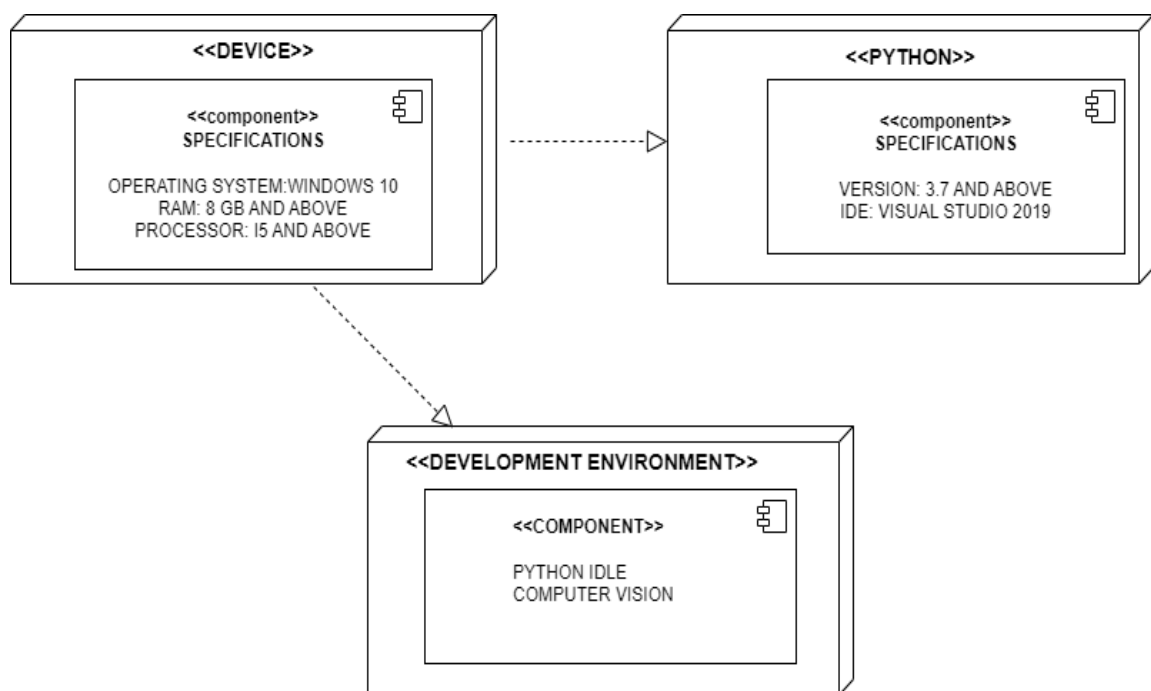 <<DEVICE>>
<<component>>
SPECIFICATIONS
OPERATING SYSTEM:WINDOWS 10
RAM: 8 GB AND ABOVE
PROCESSOR: I5 AND ABOVE
<<PYTHON>>
<<component>>
SPECIFICATIONS
VERSION: 3.7 AND ABOVE
IDE: VISUAL STUDIO 2019
<<DEVELOPMENT ENVIRONMENT>>
<<COMPONENT>>
PYTHON IDLE
COMPUTER VISION